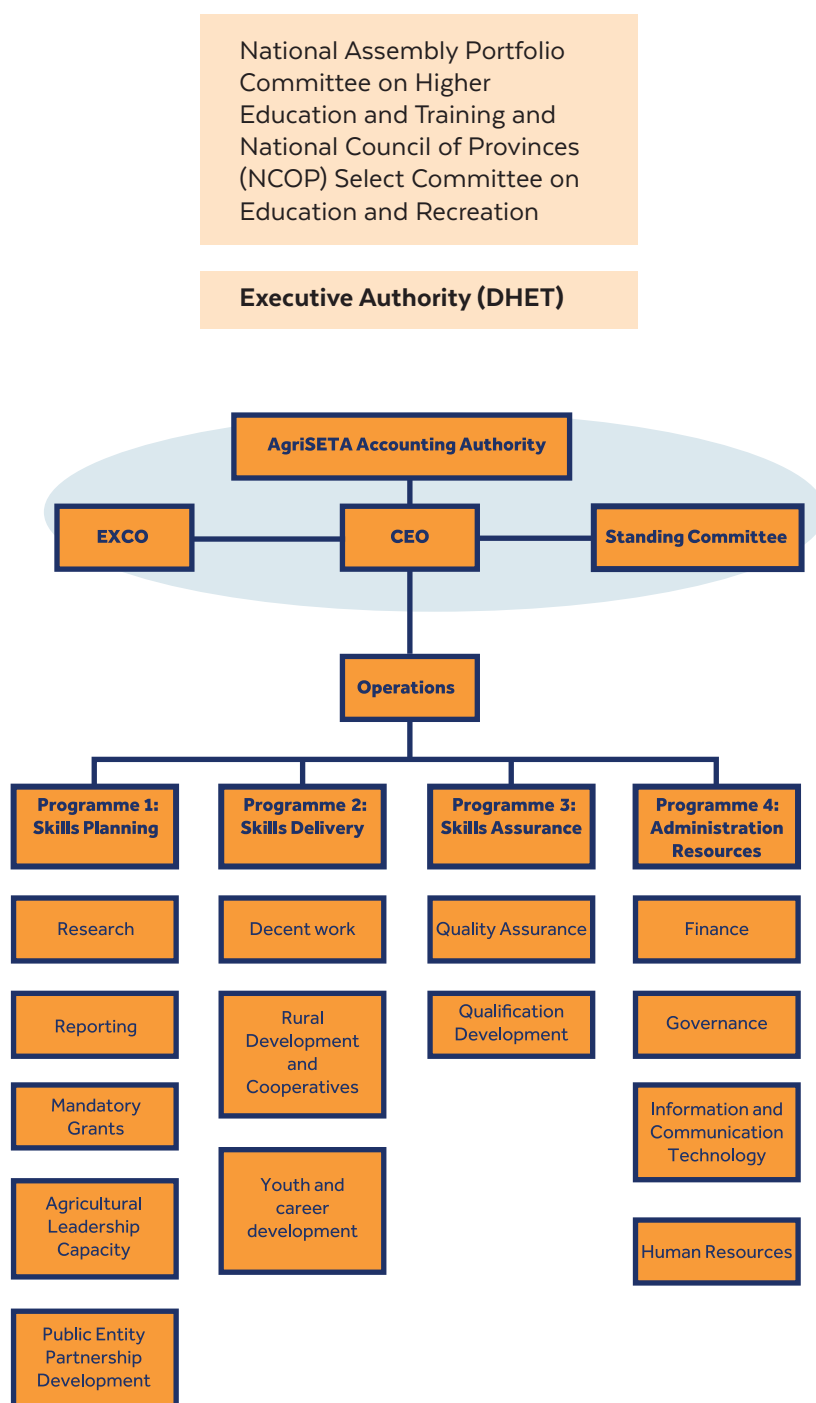 National Assembly Portfolio
Committee on Higher
Education and Training and
National Council of Provinces
(NCOP) Select Committee on
Education and Recreation
Executive Authority (DHET)
AgriSETA Accounting Authority
EXCO
CEO
Standing Committee
Operations
Programme 1:
Skills Planning
Programme 2:
Skills Delivery
Programme 3:
Skills Assurance
Programme 4:
Administration
Resources
Research
Decent work
Quality Assurance
Finance
Reporting
Rural
Development
and
Cooperatives
Qualification
Development
Governance
Mandatory
Grants
Information and
Communication
Technology
Agricultural
Leadership
Capacity
Youth and
career
development
Human Resources
Public Entity
Partnership
Development